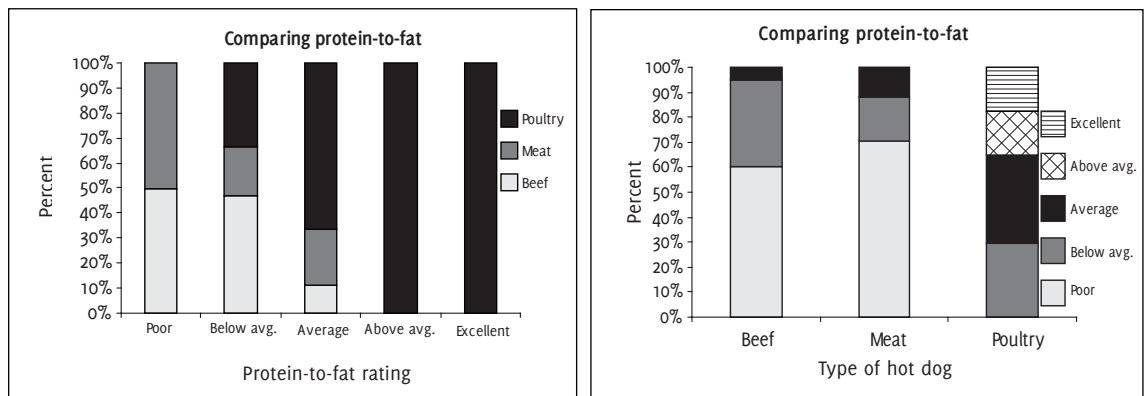 Comparing protein-to-fat
100%
90%
80%
70%
60%
50%
40%
30%
20%
10%
0%
Percent
Poultry
Meat
Beef
Poor
Below avg.
Average
Above avg.
Excellent
Protein-to-fat rating
Comparing protein-to-fat
100%
90%
80%
70%
60%
50%
40%
30%
20%
10%
0%
Percent
Excellent
Above avg.
Average
Below avg.
Poor
Beef
Meat
Poultry
Type of hot dog